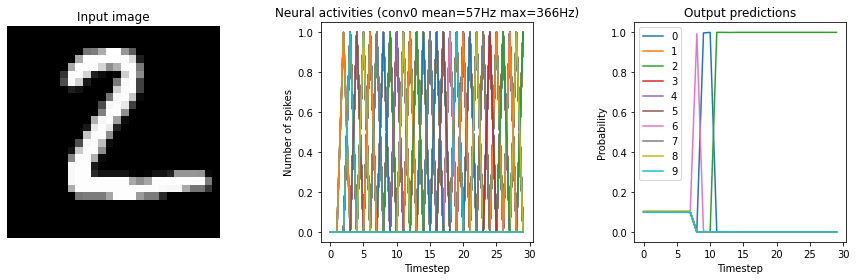 Input image
2
Neural activities (conv0 mean=57Hz max=366Hz)
Number of spikes
1.0
0.8
0.6
0.4
0.2
0.0
0 5 10 15 20 25 30
Timestep
Output predictions
Probability
1.0
0.8
0.6
0.4
0.2
0.0
0
1
2
3
4
5
6
7
8
9
0 5 10 15 20 25 30
Timestep